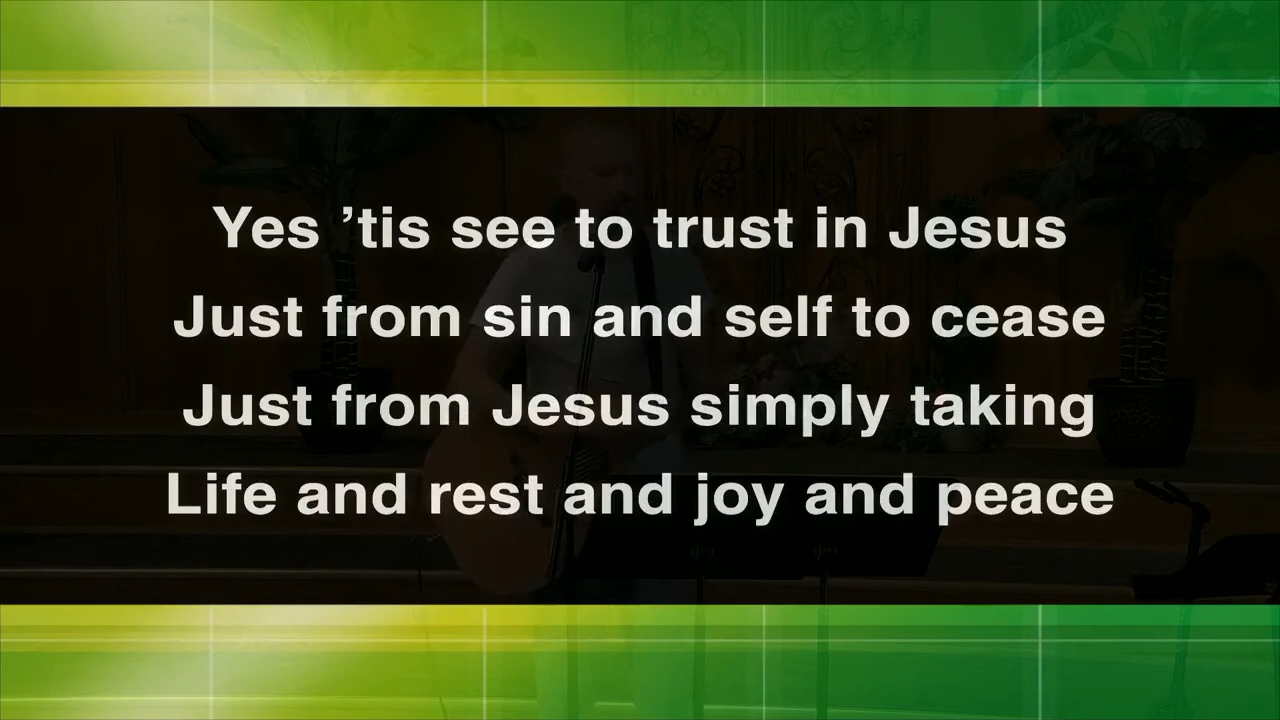 Yes ’tis see to trust in Jesus
Just from sin and self to cease
Just from Jesus simply taking
Life and rest and joy and peace